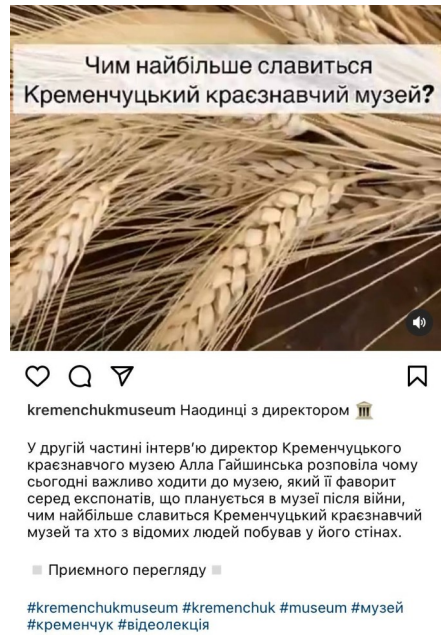 Чим найбільше славиться
Кременчуцький краєзнавчий музей?
kremenchukmuseum Наодинці з директором 🏛️
У другій частині інтерв’ю директор Кременчуцького
краєзнавчого музею Алла Гайшинська розповіла чому
сьогодні важливо ходити до музею, який її фаворит
серед експонатів, що планується в музеї після війни,
чим найбільше славиться Кременчуцький краєзнавчий
музей та хто з відомих людей побував у його стінах.
◽ Приємного перегляду ◽
#kremenchukmuseum #kremenchuk #museum #музей
#кременчук #відеолекція